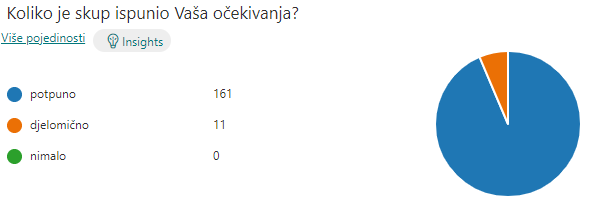 Koliko je skup ispunio Vaša očekivanja?
Više pojedinosti Insights
potpuno 161
djelomično 11
nimalo 0